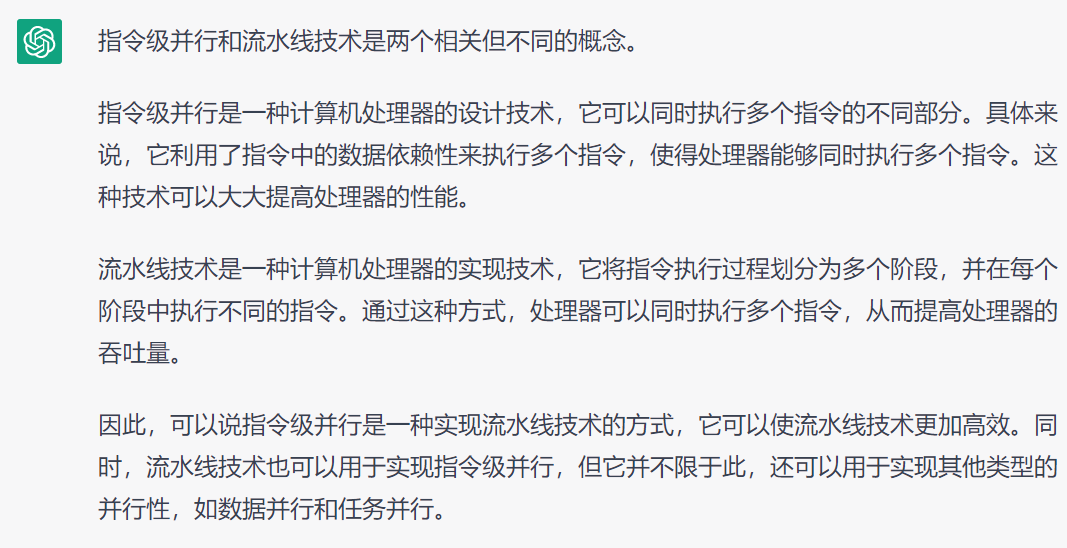 指令级并行和流水线技术是两个相关但不同的概念。
指令级并行是一种计算机处理器的设计技术，它可以同时执行多个指令的不同部分。具体来
说，它利用了指令中的数据依赖性来执行多个指令，使得处理器能够同时执行多个指令。这
种技术可以大大提高处理器的性能。
流水线技术是一种计算机处理器的实现技术，它将指令执行过程划分为多个阶段，并在每个
阶段中执行不同的指令。通过这种方式，处理器可以同时执行多个指令，从而提高处理器的
吞吐量。
因此，可以说指令级并行是一种实现流水线技术的方式，它可以使流水线技术更加高效。同
时，流水线技术也可以用于实现指令级并行，但它并不限于此，还可以用于实现其他类型的
并行性，如数据并行和任务并行。